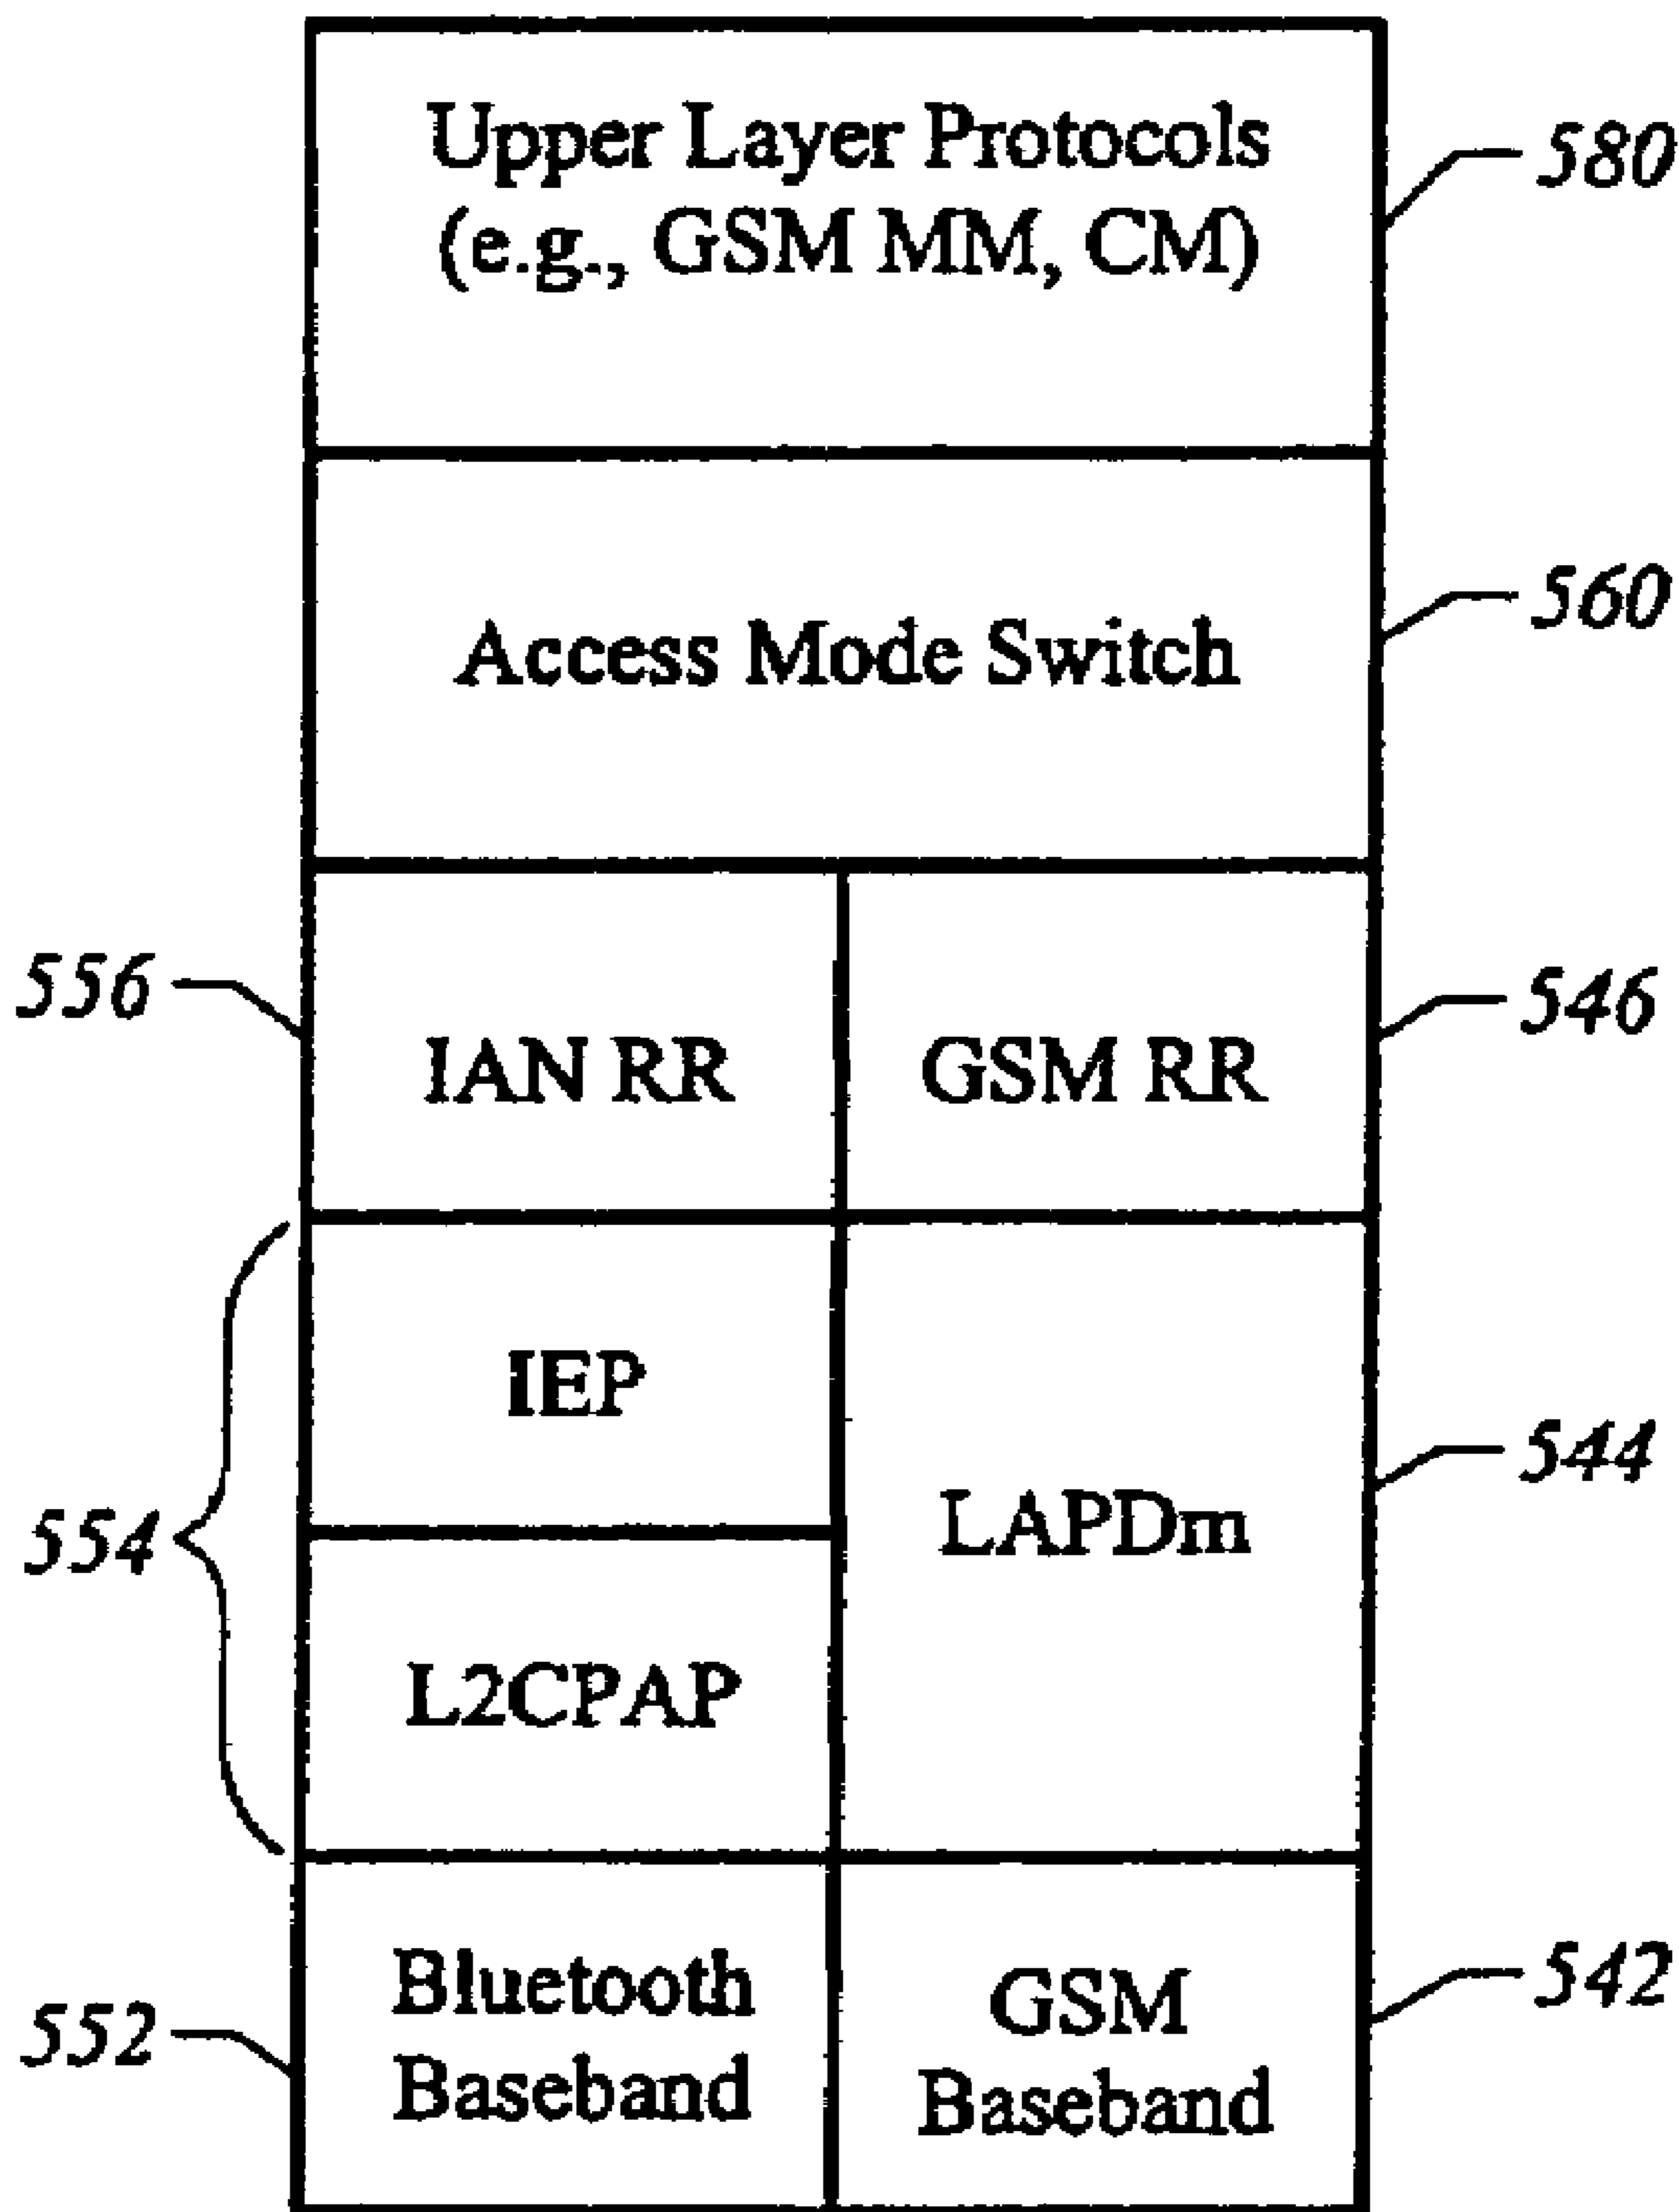 Upper Layer Protocols
(e.g., GSM MM, CM)
580
Access Mode Switch
560
556
IAN RR
GSM RR
546
IEP
554
LAPDm
544
L2CPAP
Bluetooth
Baseband
552
GSM
Baseband
542